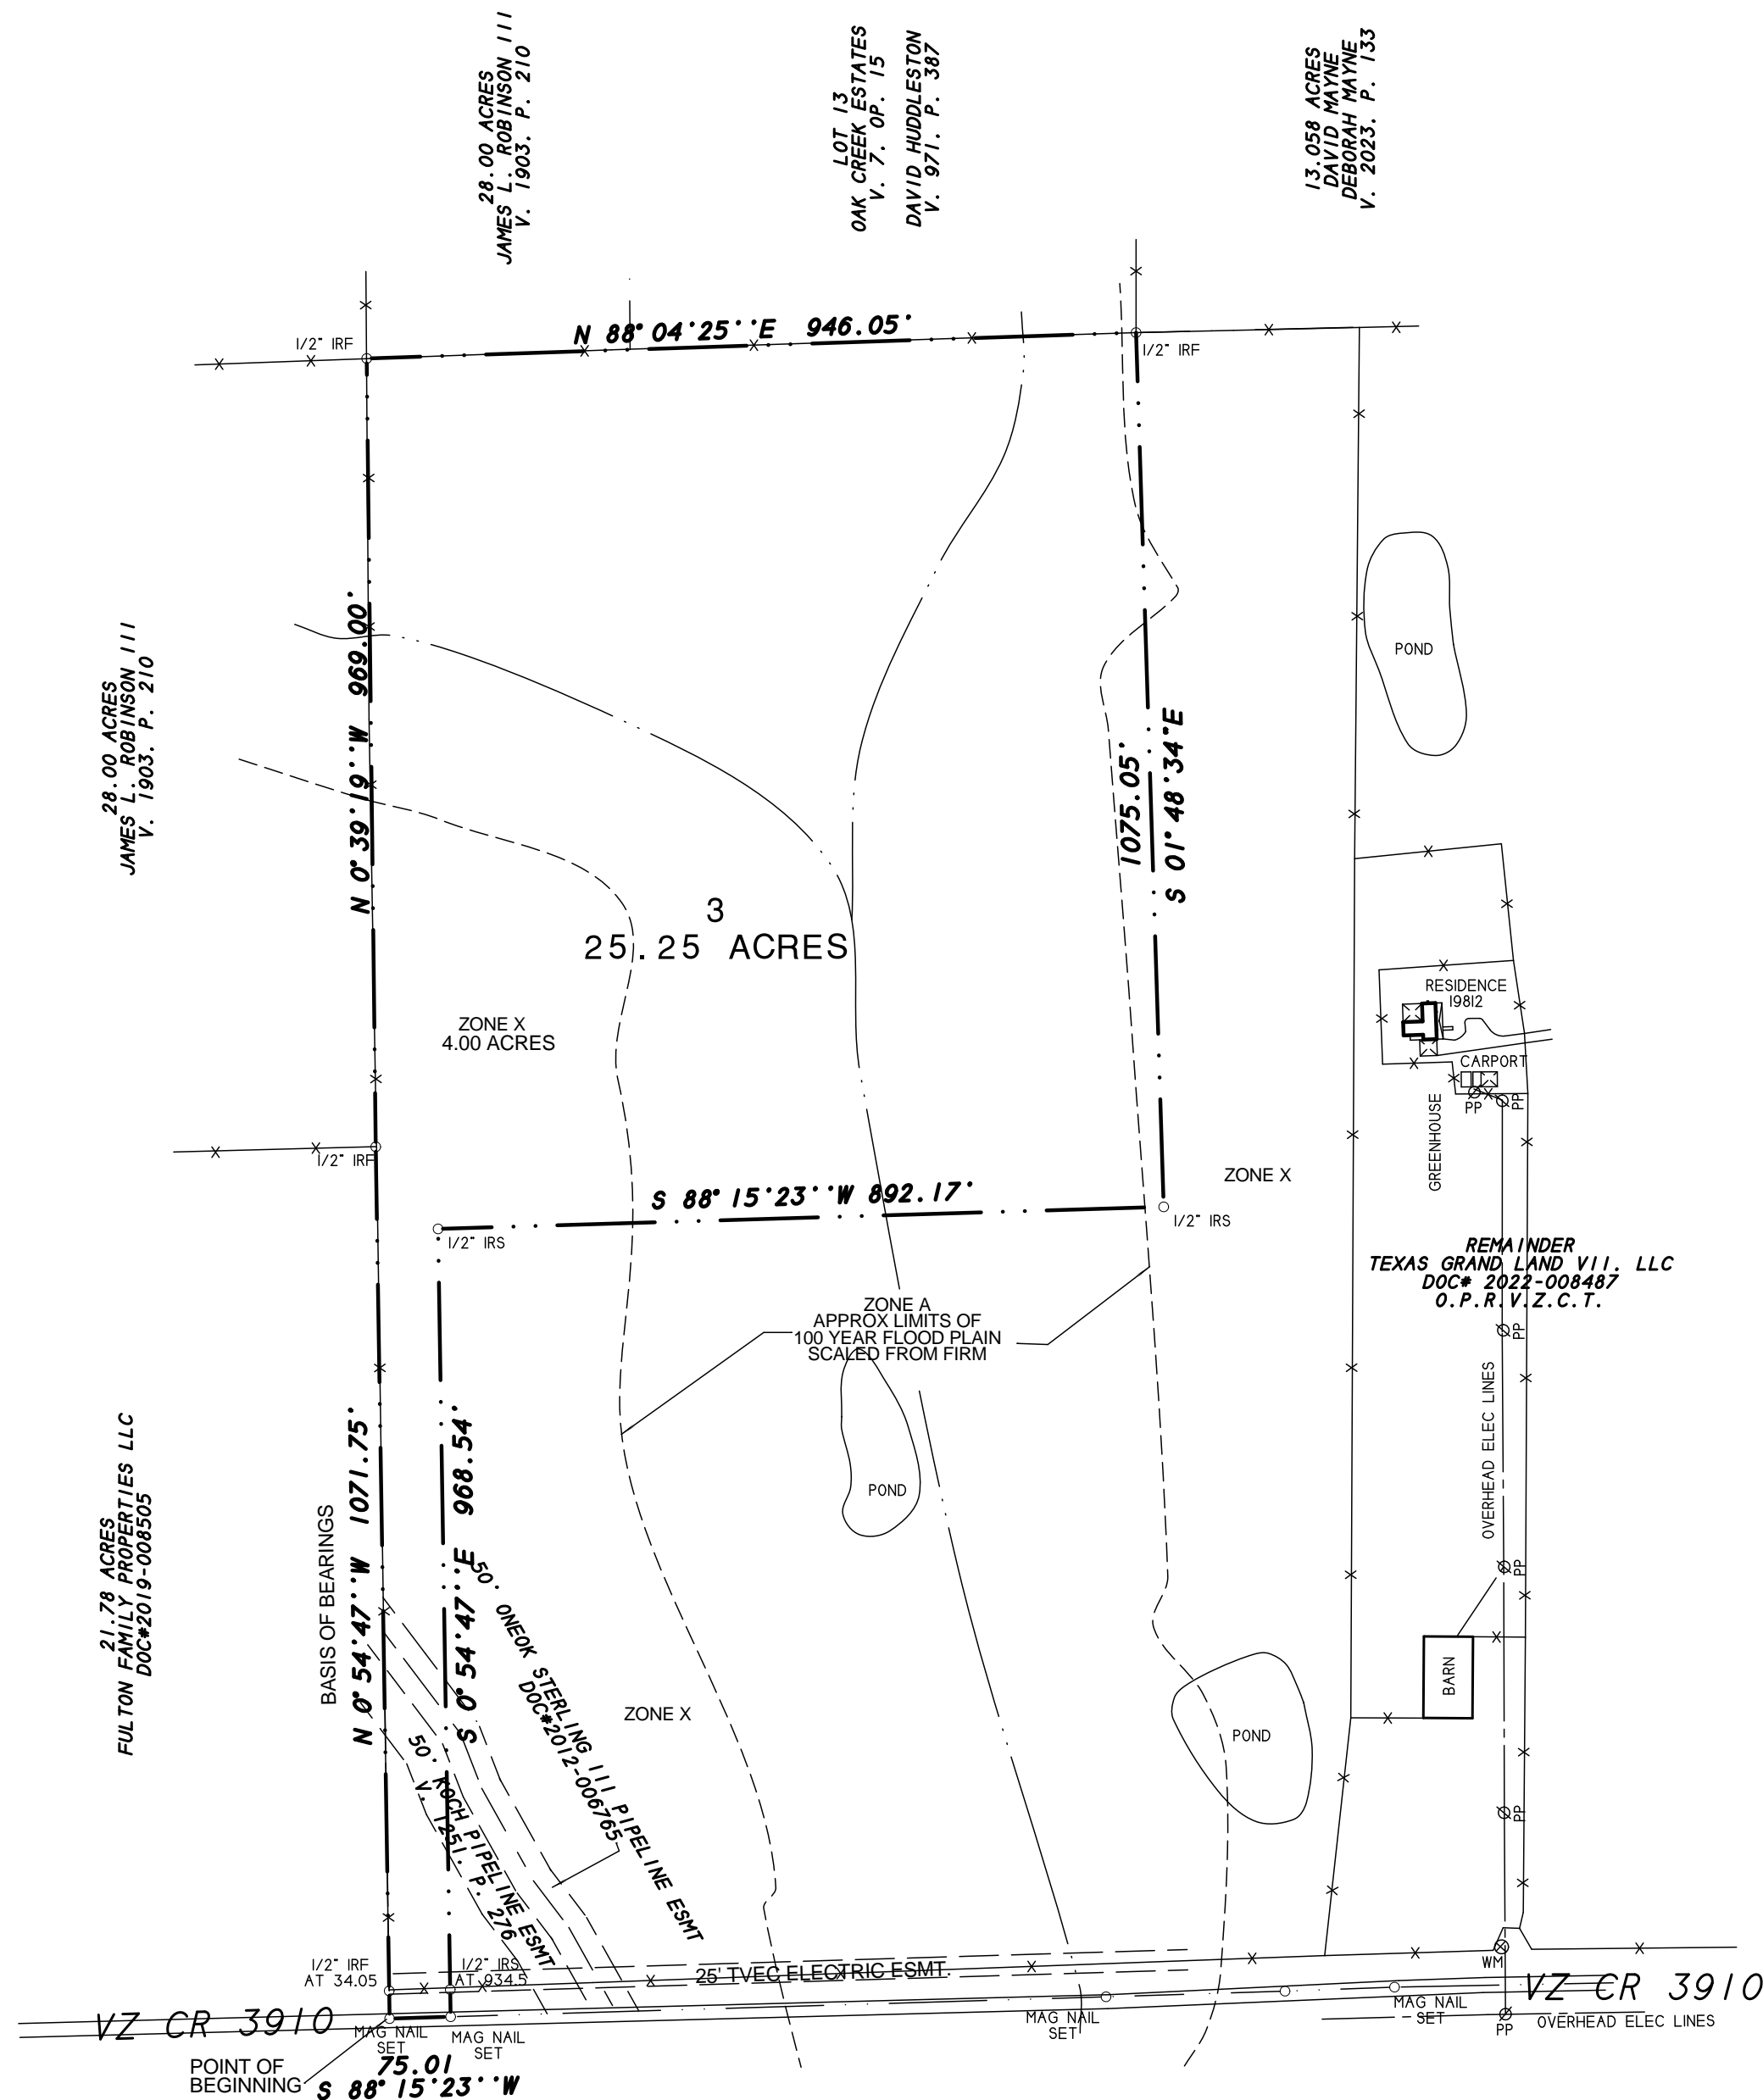 28.00 ACRES
JAMES L. ROBINSON III
V. 1903. P. 210
LOT 13
OAK CREEK ESTATES
V. 7. OP. 15
DAVID HUDDLESTON
V. 971. P. 387
13.058 ACRES
DAVID MAYNE
DEBORAH MAYNE
V. 2023. P. 133
1/2" IRF
N 88° 04'25''E 946.05'
1/2" IRF
N 0° 39'19''W 969.00'
28.00 ACRES
JAMES L. ROBINSON III
V. 1903. P. 210
POND
1075.05'
S 01° 48'34"E
3
25.25 ACRES
ZONE X
4.00 ACRES
RESIDENCE
19812
CARPORT
GREENHOUSE
PP
PP
1/2" IRF
S 88° 15'23''W 892.17'
ZONE X
1/2" IRS
1/2" IRS
REMAINDER
TEXAS GRAND LAND VII. LLC
DOC# 2022-008487
O.P.R.V.Z.C.T.
ZONE A
APPROX LIMITS OF
100 YEAR FLOOD PLAIN
SCALED FROM FIRM
PP
OVERHEAD ELEC LINES
POND
21.78 ACRES
FULTON FAMILY PROPERTIES LLC
DOC#2019-008505
BASIS OF BEARINGS
N 0° 54'47''W 1071.75'
S 0° 54'47''E 968.54'
50' ONEOK STERLING III PIPELINE ESMT
DOC#2012-006765
50' KOCH PIPELINE ESMT
V. 1251. P. 276
PP
BARN
ZONE X
POND
PP
1/2" IRF
AT 34.05
1/2" IRS
AT 934.5
25' TVEC ELECTRIC ESMT.
WM
VZ CR 3910
VZ CR 3910
MAG NAIL
SET
MAG NAIL
SET
MAG NAIL
SET
MAG NAIL
SET
PP
OVERHEAD ELEC LINES
POINT OF
BEGINNING
75.01
S 88° 15'23''W